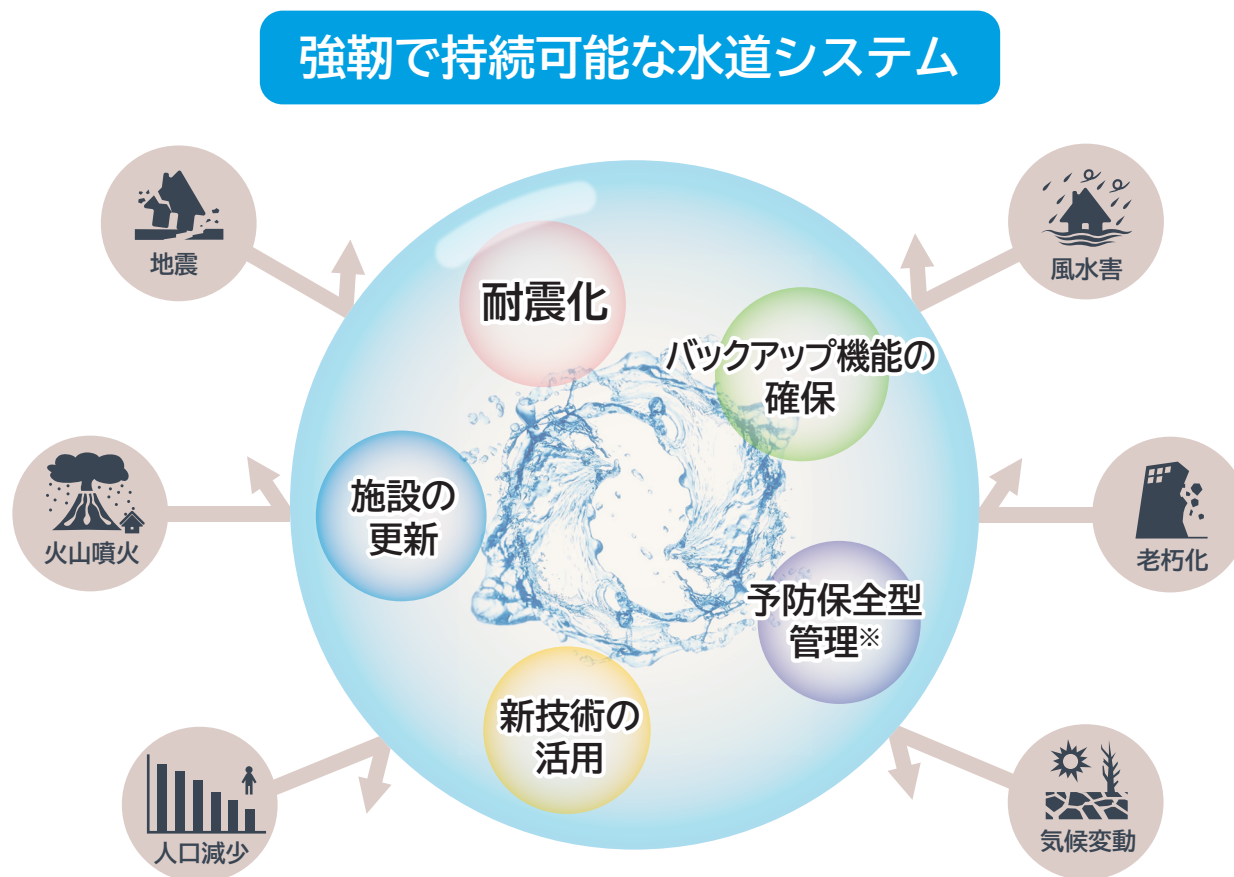 強靭で持続可能な水道システム
地震
風水害
耐震化
バックアップ機能の
確保
施設の
更新
火山噴火
老朽化
予防保全型
管理※
新技術の
活用
人口減少
気候変動